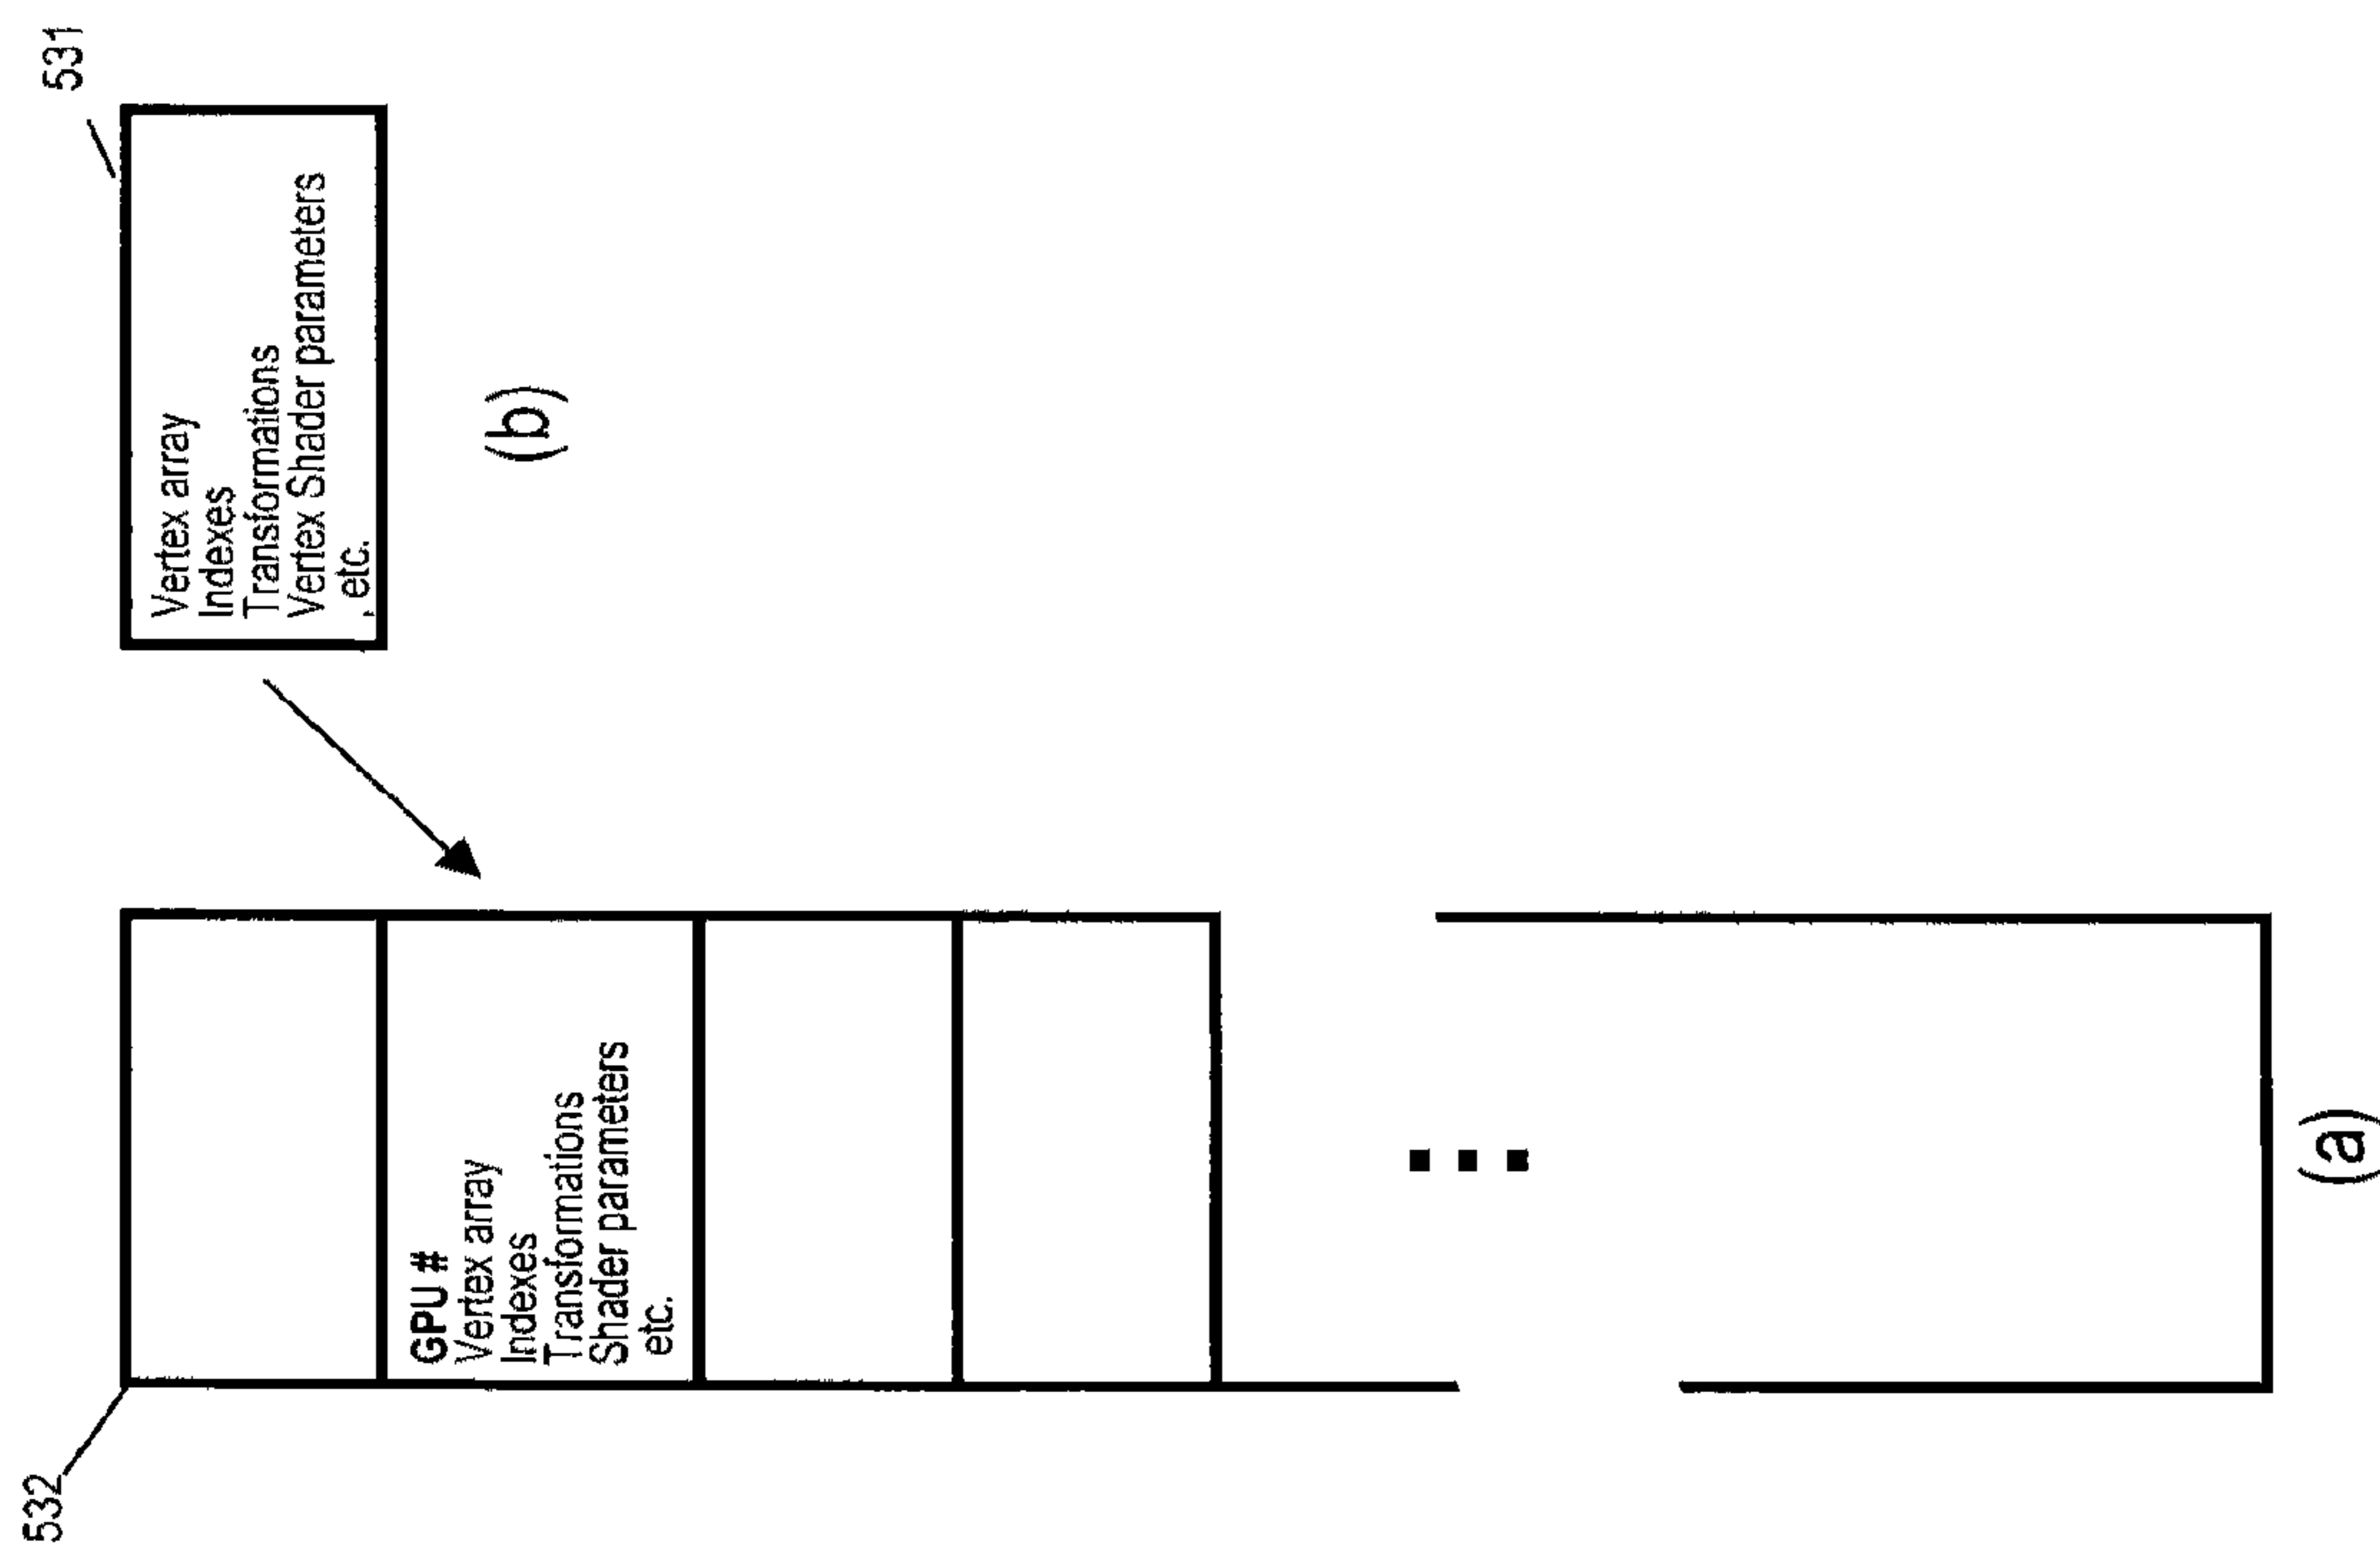 532
GPU #
Vertex array
Indexes
Transformations
Shader parameters
etc.
(a)
531
Vertex array
Indexes
Transformations
Vertex Shader parameters
, etc.
(b)